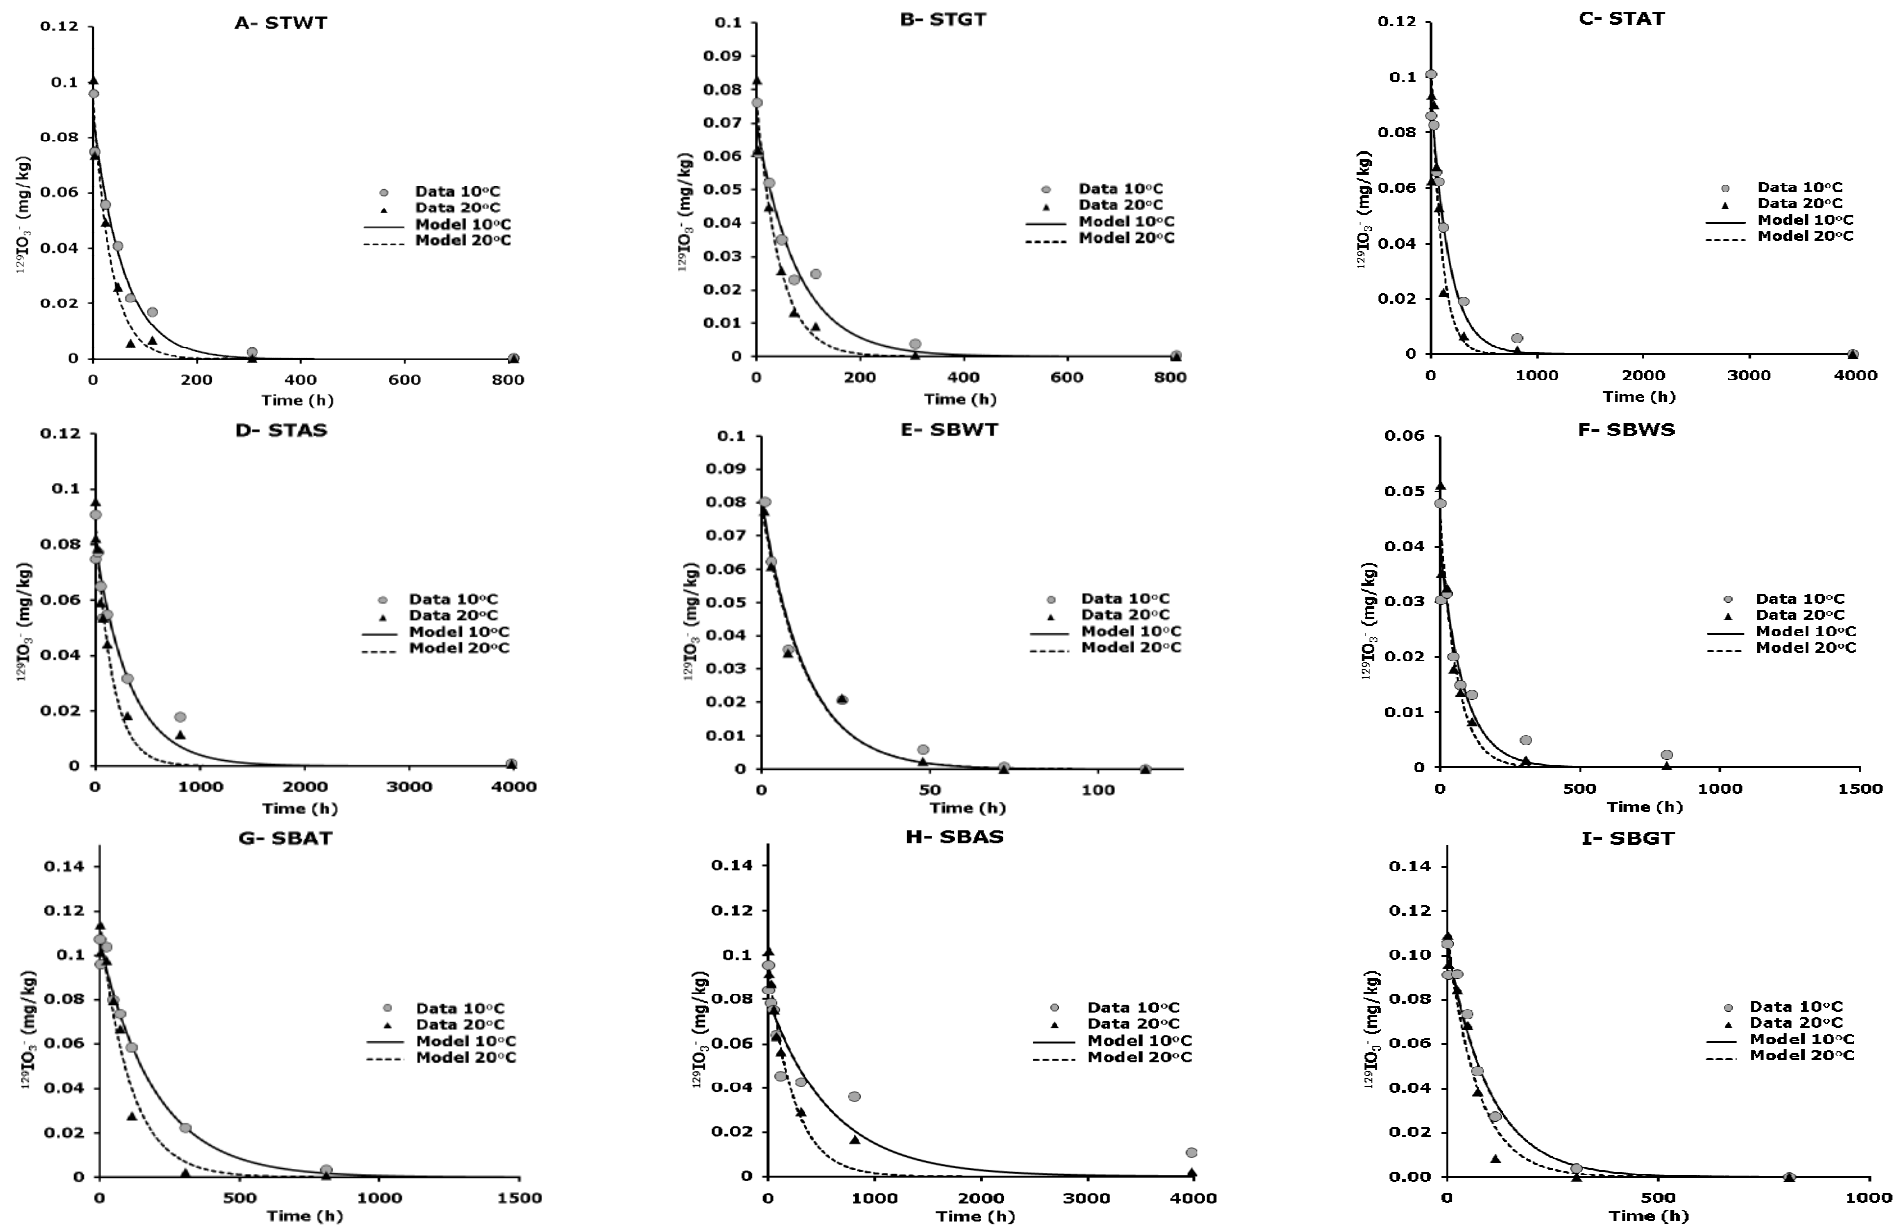 A- STWT
0.12
0.1
0.08
0.06
0.04
0.02
0
0 200 400 600 800
¹²⁹IO₃⁻ (mg/kg)
Time (h)
Data 10°C
Data 20°C
Model 10°C
Model 20°C
B- STGT
0.1
0.09
0.08
0.07
0.06
0.05
0.04
0.03
0.02
0.01
0
0 200 400 600 800
¹²⁹IO₃⁻ (mg/kg)
Time (h)
Data 10°C
Data 20°C
Model 10°C
Model 20°C
C- STAT
0.12
0.1
0.08
0.06
0.04
0.02
0
0 1000 2000 3000 4000
¹²⁹IO₃⁻ (mg/kg)
Time (h)
Data 10°C
Data 20°C
Model 10°C
Model 20°C
D- STAS
0.12
0.1
0.08
0.06
0.04
0.02
0
0 1000 2000 3000 4000
¹²⁹IO₃⁻ (mg/kg)
Time (h)
Data 10°C
Data 20°C
Model 10°C
Model 20°C
E- SBWT
0.1
0.09
0.08
0.07
0.06
0.05
0.04
0.03
0.02
0.01
0
0 50 100
¹²⁹IO₃⁻ (mg/kg)
Time (h)
Data 10°C
Data 20°C
Model 10°C
Model 20°C
F- SBWS
0.06
0.05
0.04
0.03
0.02
0.01
0
0 500 1000 1500
¹²⁹IO₃⁻ (mg/kg)
Time (h)
Data 10°C
Data 20°C
Model 10°C
Model 20°C
G- SBAT
0.14
0.12
0.1
0.08
0.06
0.04
0.02
0
0 500 1000 1500
¹²⁹IO₃⁻ (mg/kg)
Time (h)
Data 10°C
Data 20°C
Model 10°C
Model 20°C
H- SBAS
0.14
0.12
0.1
0.08
0.06
0.04
0.02
0
0 1000 2000 3000 4000
¹²⁹IO₃⁻ (mg/kg)
Time (h)
Data 10°C
Data 20°C
Model 10°C
Model 20°C
I- SBGT
0.14
0.12
0.10
0.08
0.06
0.04
0.02
0.00
0 500 1000
¹²⁹IO₃⁻ (mg/kg)
Time (h)
Data 10°C
Data 20°C
Model 10°C
Model 20°C